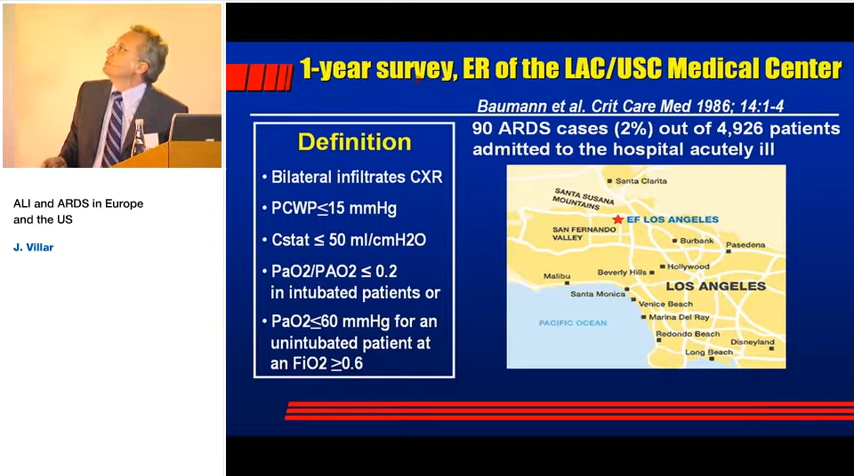 1-year survey, ER of the LAC/USC Medical Center
Baumann et al. Crit Care Med 1986; 14:1-4
Definition
• Bilateral infiltrates CXR
• PCWP≤15 mmHg
• Cstat ≤ 50 ml/cmH2O
• PaO2/PAO2 ≤ 0.2
in intubated patients or
• PaO2≤60 mmHg for an
unintubated patient at
an FiO2 ≥0.6
90 ARDS cases (2%) out of 4,926 patients
admitted to the hospital acutely ill
Santa Clarita
SANTA SUSANA
MOUNTAINS
EF LOS ANGELES
SAN FERNANDO
VALLEY
Burbank
Pasedena
Hollywood
Beverly Hills
Malibu
LOS ANGELES
Santa Monica
Venice Beach
Marina Del Ray
PACIFIC OCEAN
Redondo Beach
Disneyland
Long Beach
ALI and ARDS in Europe
and the US
J. Villar